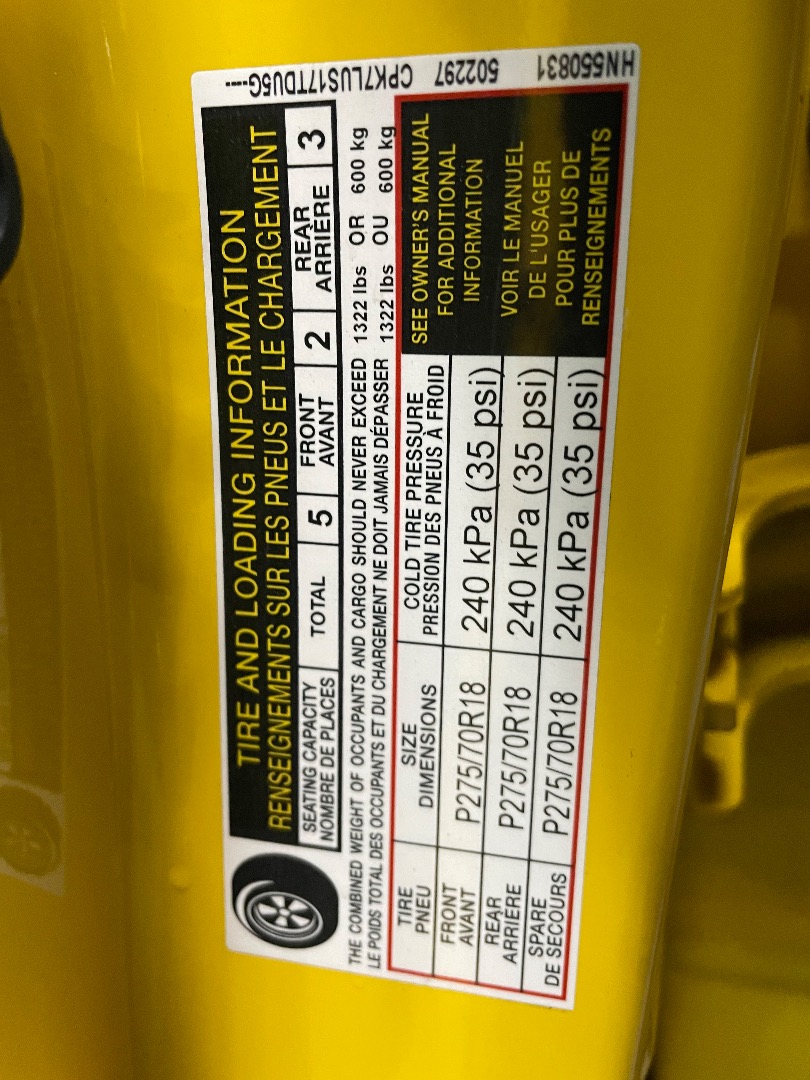 TIRE AND LOADING INFORMATION
RENSEIGNEMENTS SUR LES PNEUS ET LE CHARGEMENT
SEATING CAPACITY
NOMBRE DE PLACES
TOTAL 5
FRONT
AVANT
2
REAR
ARRIÈRE
3
THE COMBINED WEIGHT OF OCCUPANTS AND CARGO SHOULD NEVER EXCEED 1322 lbs OR 600 kg
LE POIDS TOTAL DES OCCUPANTS ET DU CHARGEMENT NE DOIT JAMAIS DÉPASSER 1322 lbs OU 600 kg
TIRE
PNEU
SIZE
DIMENSIONS
COLD TIRE PRESSURE
PRESSION DES PNEUS À FROID
FRONT
AVANT
P275/70R18 240 kPa (35 psi)
REAR
ARRIÈRE
P275/70R18 240 kPa (35 psi)
SPARE
DE SECOURS
P275/70R18 240 kPa (35 psi)
SEE OWNER'S MANUAL
FOR ADDITIONAL
INFORMATION
VOIR LE MANUEL
DE L'USAGER
POUR PLUS DE
RENSEIGNEMENTS
HN550831 502297 CPK7LUS17TDU5G----